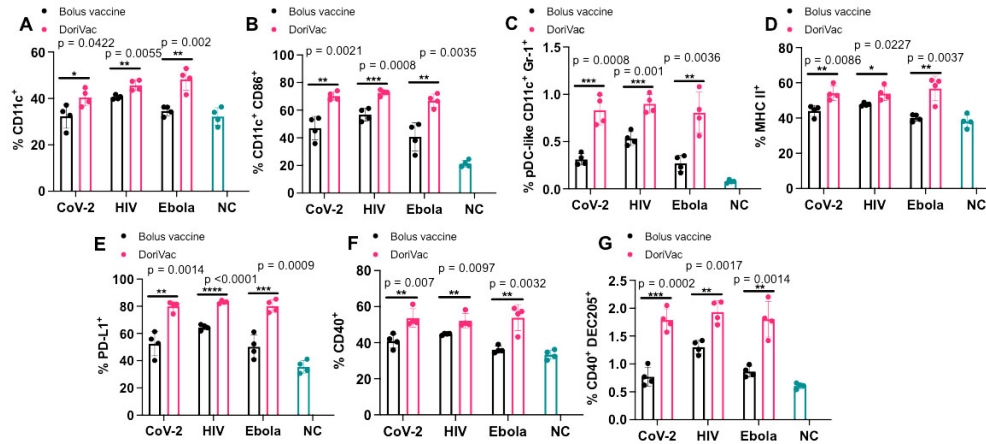 A
Bolus vaccine
DoriVac
p = 0.0422
p = 0.0055
p = 0.002
*
**
**
% CD11c⁺
60
40
20
0
CoV-2 HIV Ebola NC
B
Bolus vaccine
DoriVac
p = 0.0021
p = 0.0008
p = 0.0035
**
***
**
% CD11c⁺ CD86⁺
100
80
60
40
20
0
CoV-2 HIV Ebola NC
C
Bolus vaccine
DoriVac
p = 0.0008
p = 0.001
p = 0.0036
***
***
**
% pDC-like CD11c⁺ Gr-1⁺
1.5
1.0
0.5
0.0
CoV-2 HIV Ebola NC
D
Bolus vaccine
DoriVac
p = 0.0086
p = 0.0227
p = 0.0037
**
*
**
% MHC II⁺
80
60
40
20
0
CoV-2 HIV Ebola NC
E
Bolus vaccine
DoriVac
p = 0.0014
p <0.0001
p = 0.0009
**
****
***
% PD-L1⁺
100
80
60
40
20
0
CoV-2 HIV Ebola NC
F
Bolus vaccine
DoriVac
p = 0.007
p = 0.0097
p = 0.0032
**
**
**
% CD40⁺
80
60
40
20
0
CoV-2 HIV Ebola NC
G
Bolus vaccine
DoriVac
p = 0.0002
p = 0.0017
p = 0.0014
***
**
**
% CD40⁺ DEC205⁺
2.5
2.0
1.5
1.0
0.5
0.0
CoV-2 HIV Ebola NC